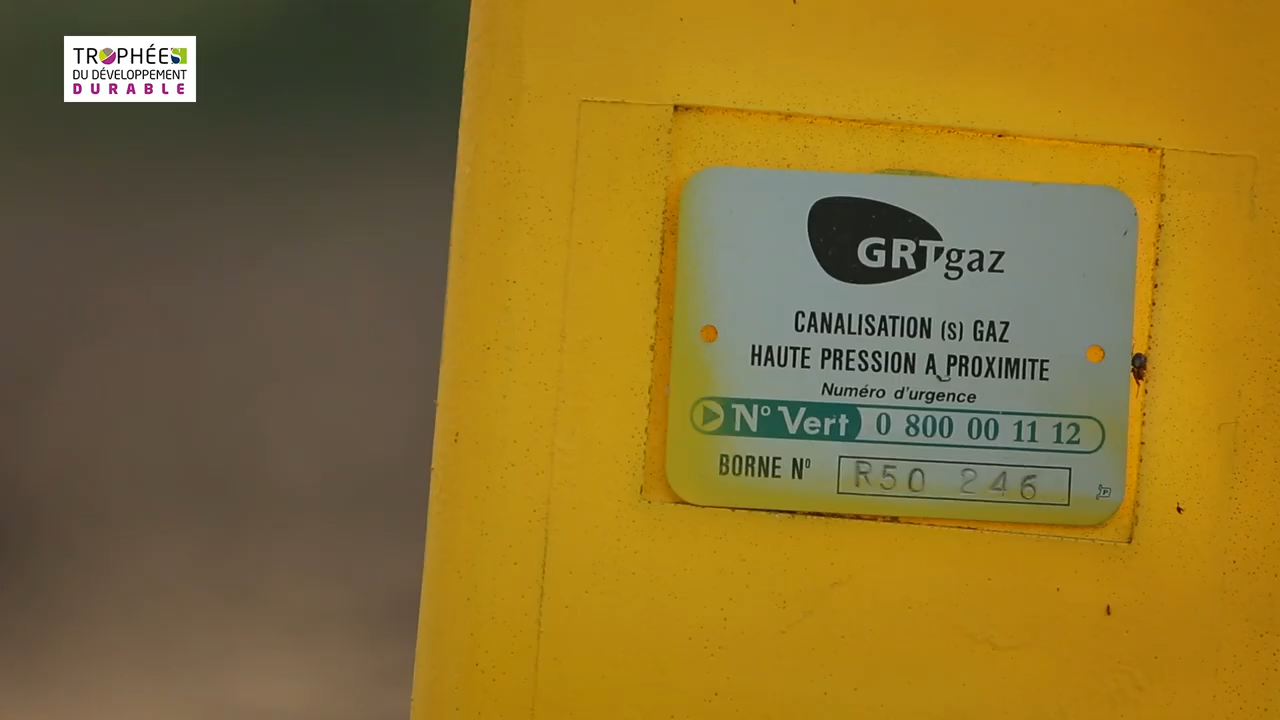 TROPHÉES
DU DÉVELOPPEMENT
DURABLE
GRTgaz
CANALISATION (s) GAZ
HAUTE PRESSION A PROXIMITE
Numéro d'urgence
N° Vert 0 800 00 11 12
BORNE N° R50 246